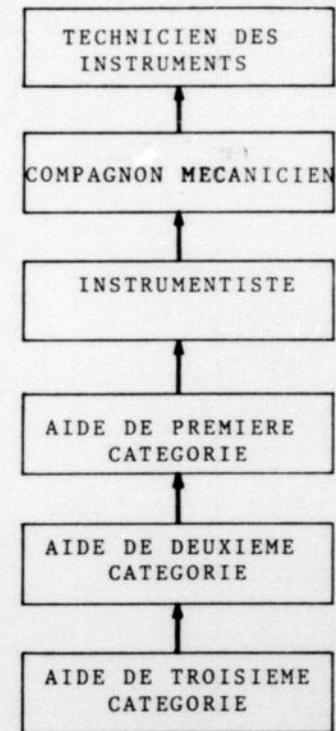 TECHNICIEN DES
INSTRUMENTS
COMPAGNON MECANICIEN
INSTRUMENTISTE
AIDE DE PREMIERE
CATEGORIE
AIDE DE DEUXIEME
CATEGORIE
AIDE DE TROISIEME
CATEGORIE